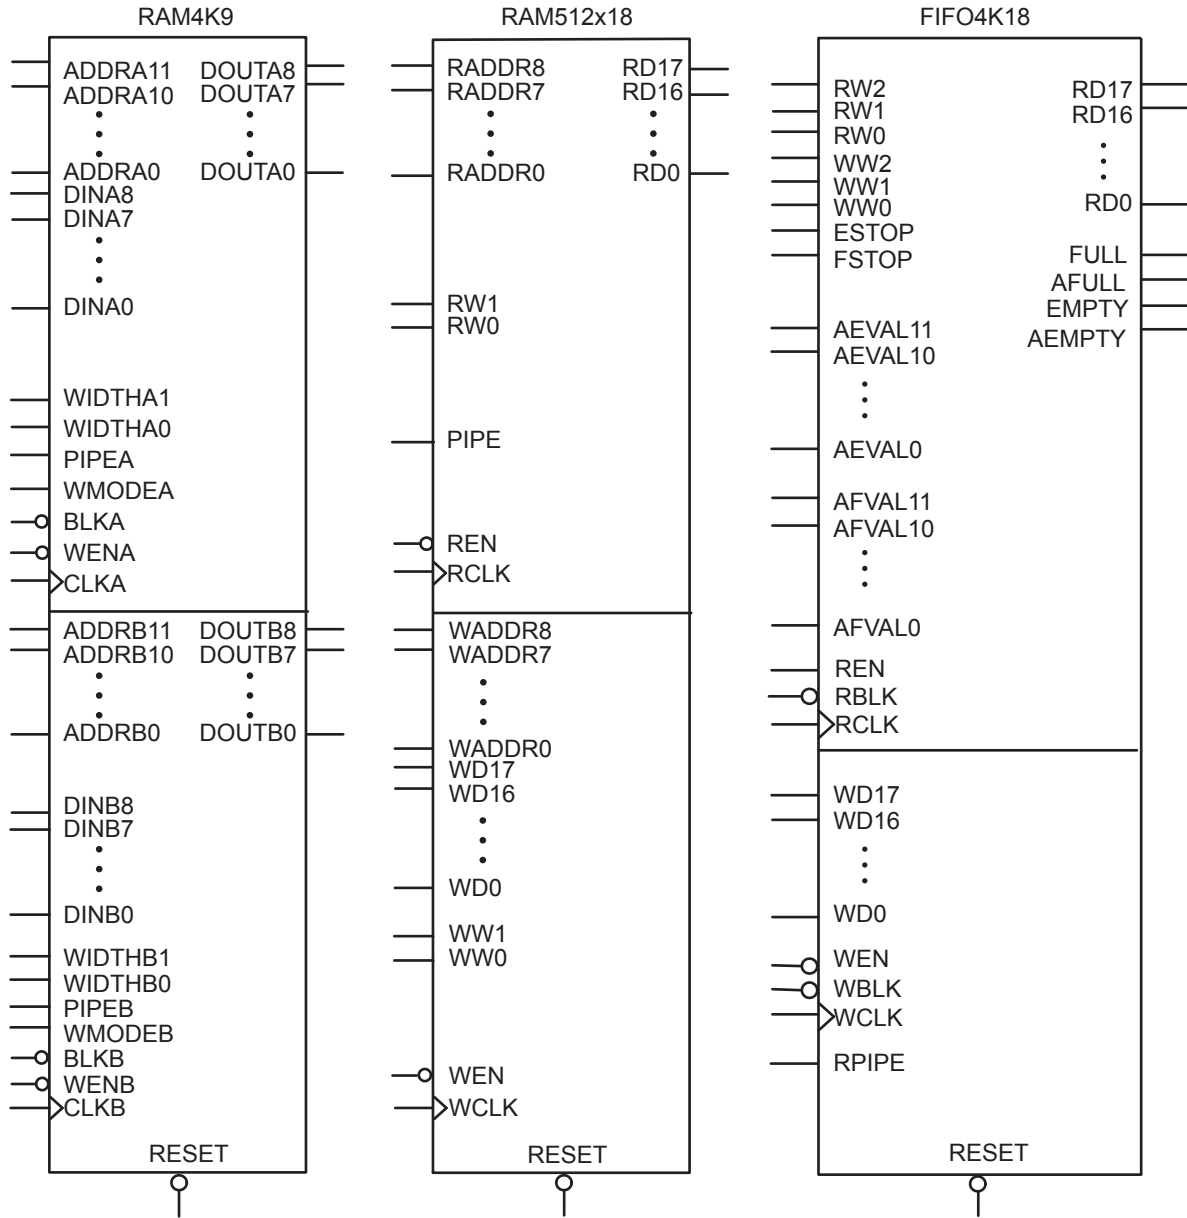 RAM4K9
ADDRA11 DOUTA8
ADDRA10 DOUTA7
ADDRA0 DOUTA0
DINA8
DINA7
DINA0
WIDTHA1
WIDTHA0
PIPEA
WMODEA
BLKA
WENA
CLKA
ADDRB11 DOUTB8
ADDRB10 DOUTB7
ADDRB0 DOUTB0
DINB8
DINB7
DINB0
WIDTHB1
WIDTHB0
PIPEB
WMODEB
BLKB
WENB
CLKB
RESET
RAM512x18
RADDR8 RD17
RADDR7 RD16
RADDR0 RD0
RW1
RW0
PIPE
REN
RCLK
WADDR8
WADDR7
WADDR0
WD17
WD16
WD0
WW1
WW0
WEN
WCLK
RESET
FIFO4K18
RW2 RD17
RW1 RD16
RW0
WW2
WW1
WW0 RD0
ESTOP
FSTOP FULL
AFULL
EMPTY
AEVAL11 AEMPTY
AEVAL10
AEVAL0
AFVAL11
AFVAL10
AFVAL0
REN
RBLK
RCLK
WD17
WD16
WD0
WEN
WBLK
WCLK
RPIPE
RESET